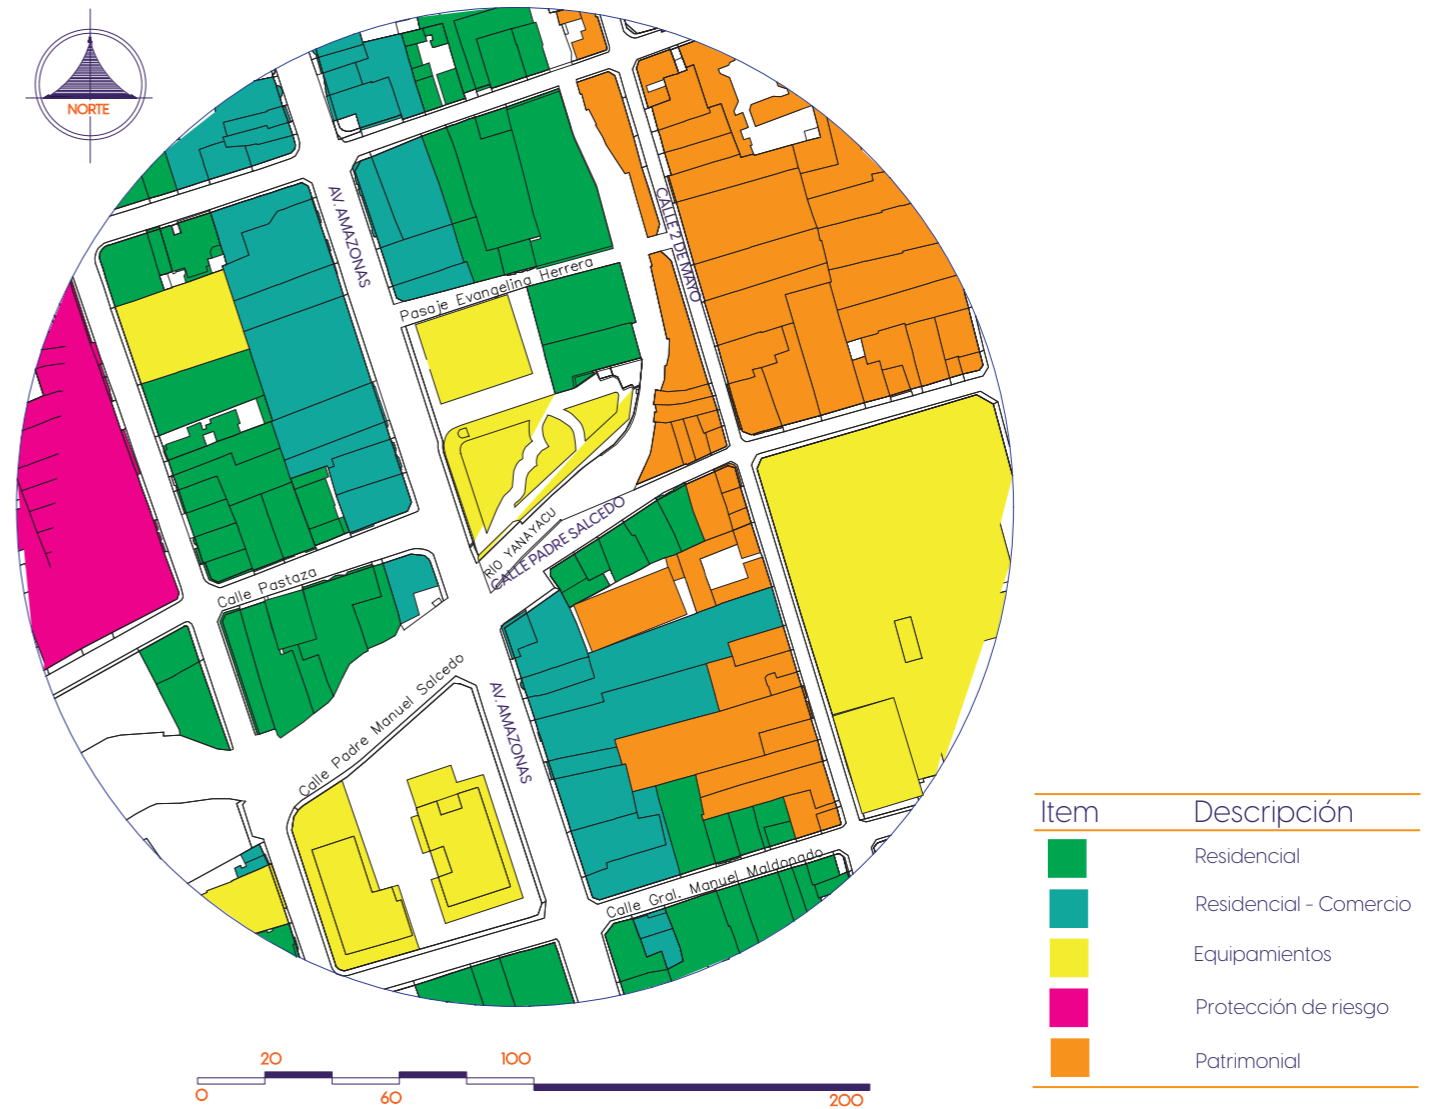 NORTE
AV. AMAZONAS
CALLE 2 DE MAYO
Pasaje Evangelina Herrera
RÍO YANAYACU
CALLE PADRE SALCEDO
Calle Pastaza
Calle Padre Manuel Salcedo
AV. AMAZONAS
Calle Gral. Manuel Maldonado
Item Descripción
Residencial
Residencial - Comercio
Equipamientos
Protección de riesgo
Patrimonial
20 100
0 60 200